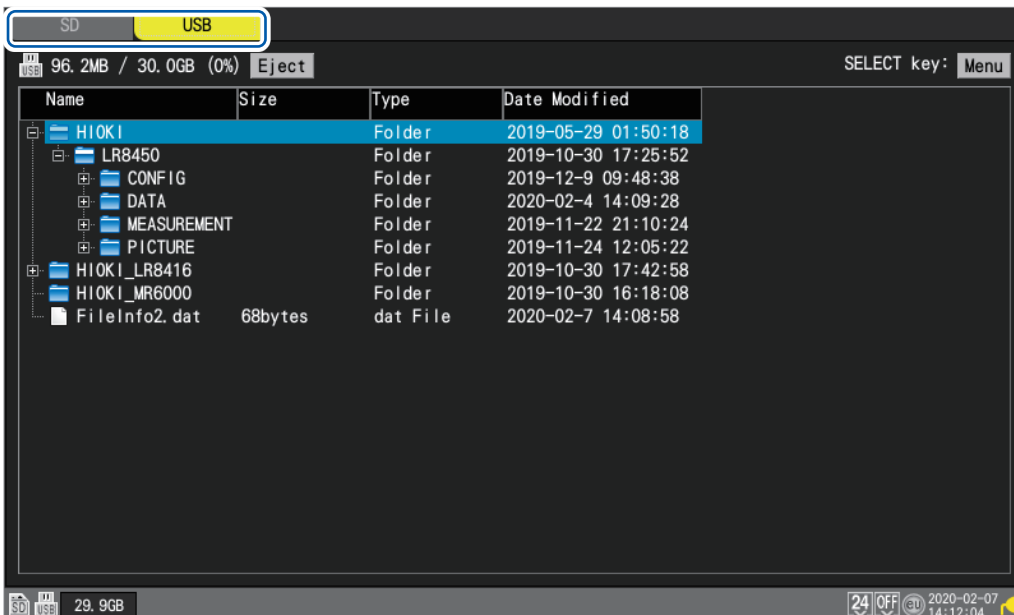 SD USB
USB 96.2MB / 30.0GB (0%) Eject SELECT key: Menu
Name Size Type Date Modified
HIOKI Folder 2019-05-29 01:50:18
LR8450 Folder 2019-10-30 17:25:52
CONFIG Folder 2019-12-9 09:48:38
DATA Folder 2020-02-4 14:09:28
MEASUREMENT Folder 2019-11-22 21:10:24
PICTURE Folder 2019-11-24 12:05:22
HIOKI_LR8416 Folder 2019-10-30 17:42:58
HIOKI_MR6000 Folder 2019-10-30 16:18:08
FileInfo2.dat 68bytes dat File 2020-02-7 14:08:58
SD USB 29.9GB 24 OFF 2020-02-07
14:12:04